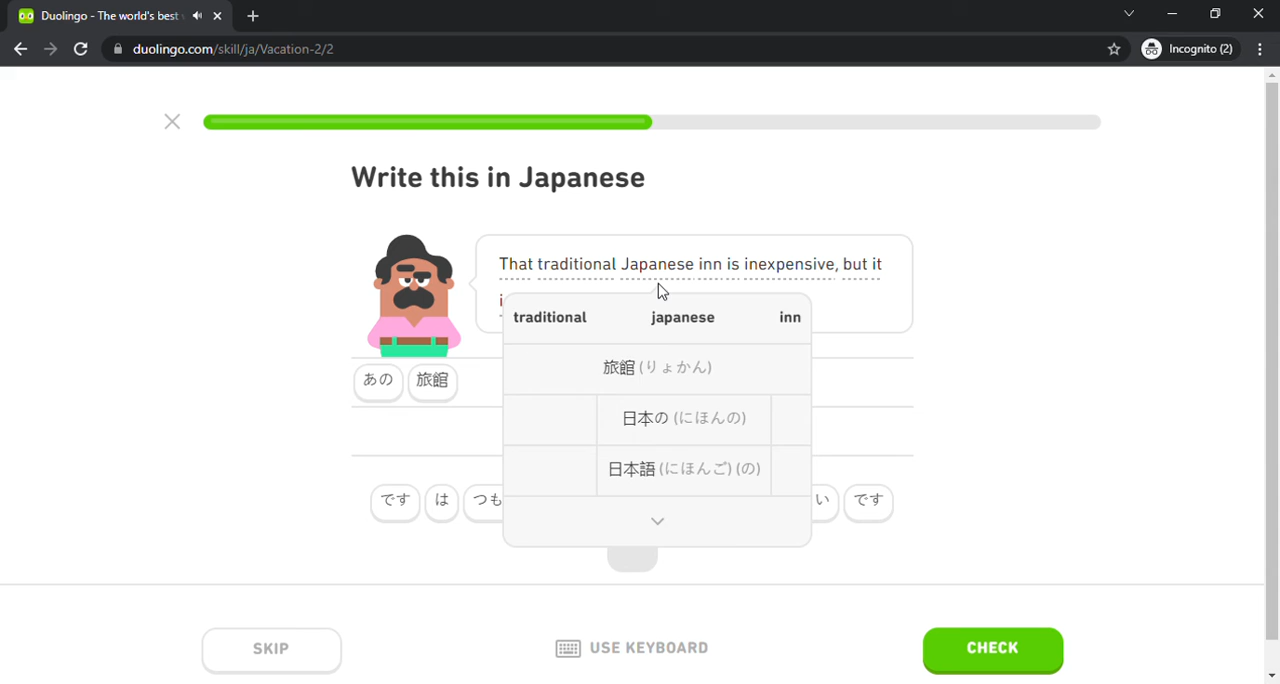 Duolingo - The world's best
duolingo.com/skill/ja/Vacation-2/2
Incognito (2)
Write this in Japanese
That traditional Japanese inn is inexpensive, but it
traditional japanese inn
旅館 (りょかん)
あの 旅館
日本の (にほんの)
日本語 (にほんご) (の)
です は つも い です
SKIP
USE KEYBOARD
CHECK